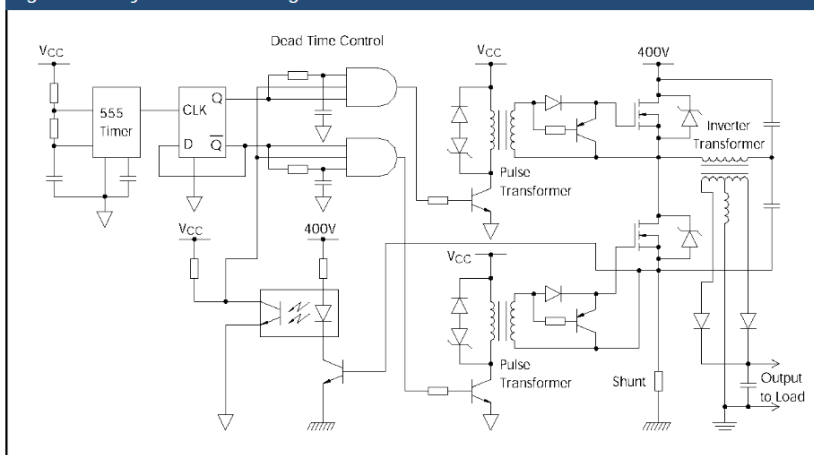 Dead Time Control
VCC
VCC
400V
555
Timer
CLK
Q
D
Q
Inverter
Transformer
Pulse
Transformer
VCC
400V
VCC
Pulse
Transformer
Shunt
Output
to Load